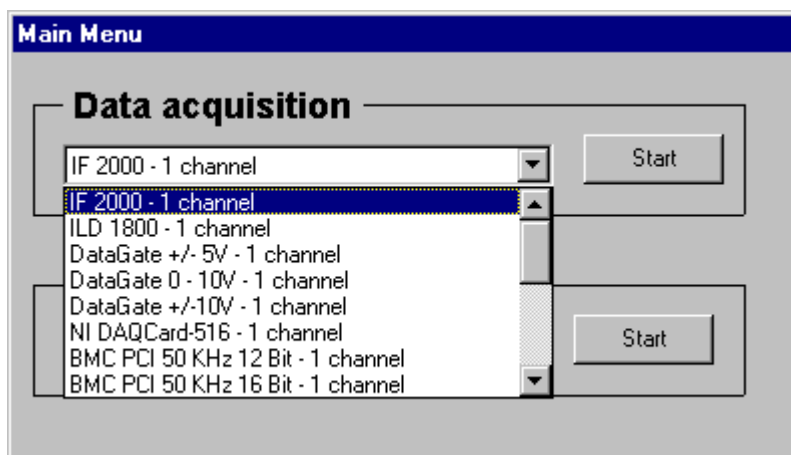 Main Menu
Data acquisition
IF 2000 - 1 channel
Start
IF 2000 - 1 channel
ILD 1800 - 1 channel
DataGate +/- 5V - 1 channel
DataGate 0 - 10V - 1 channel
DataGate +/-10V - 1 channel
NI DAQCard-516 - 1 channel
Start
BMC PCI 50 KHz 12 Bit - 1 channel
BMC PCI 50 KHz 16 Bit - 1 channel